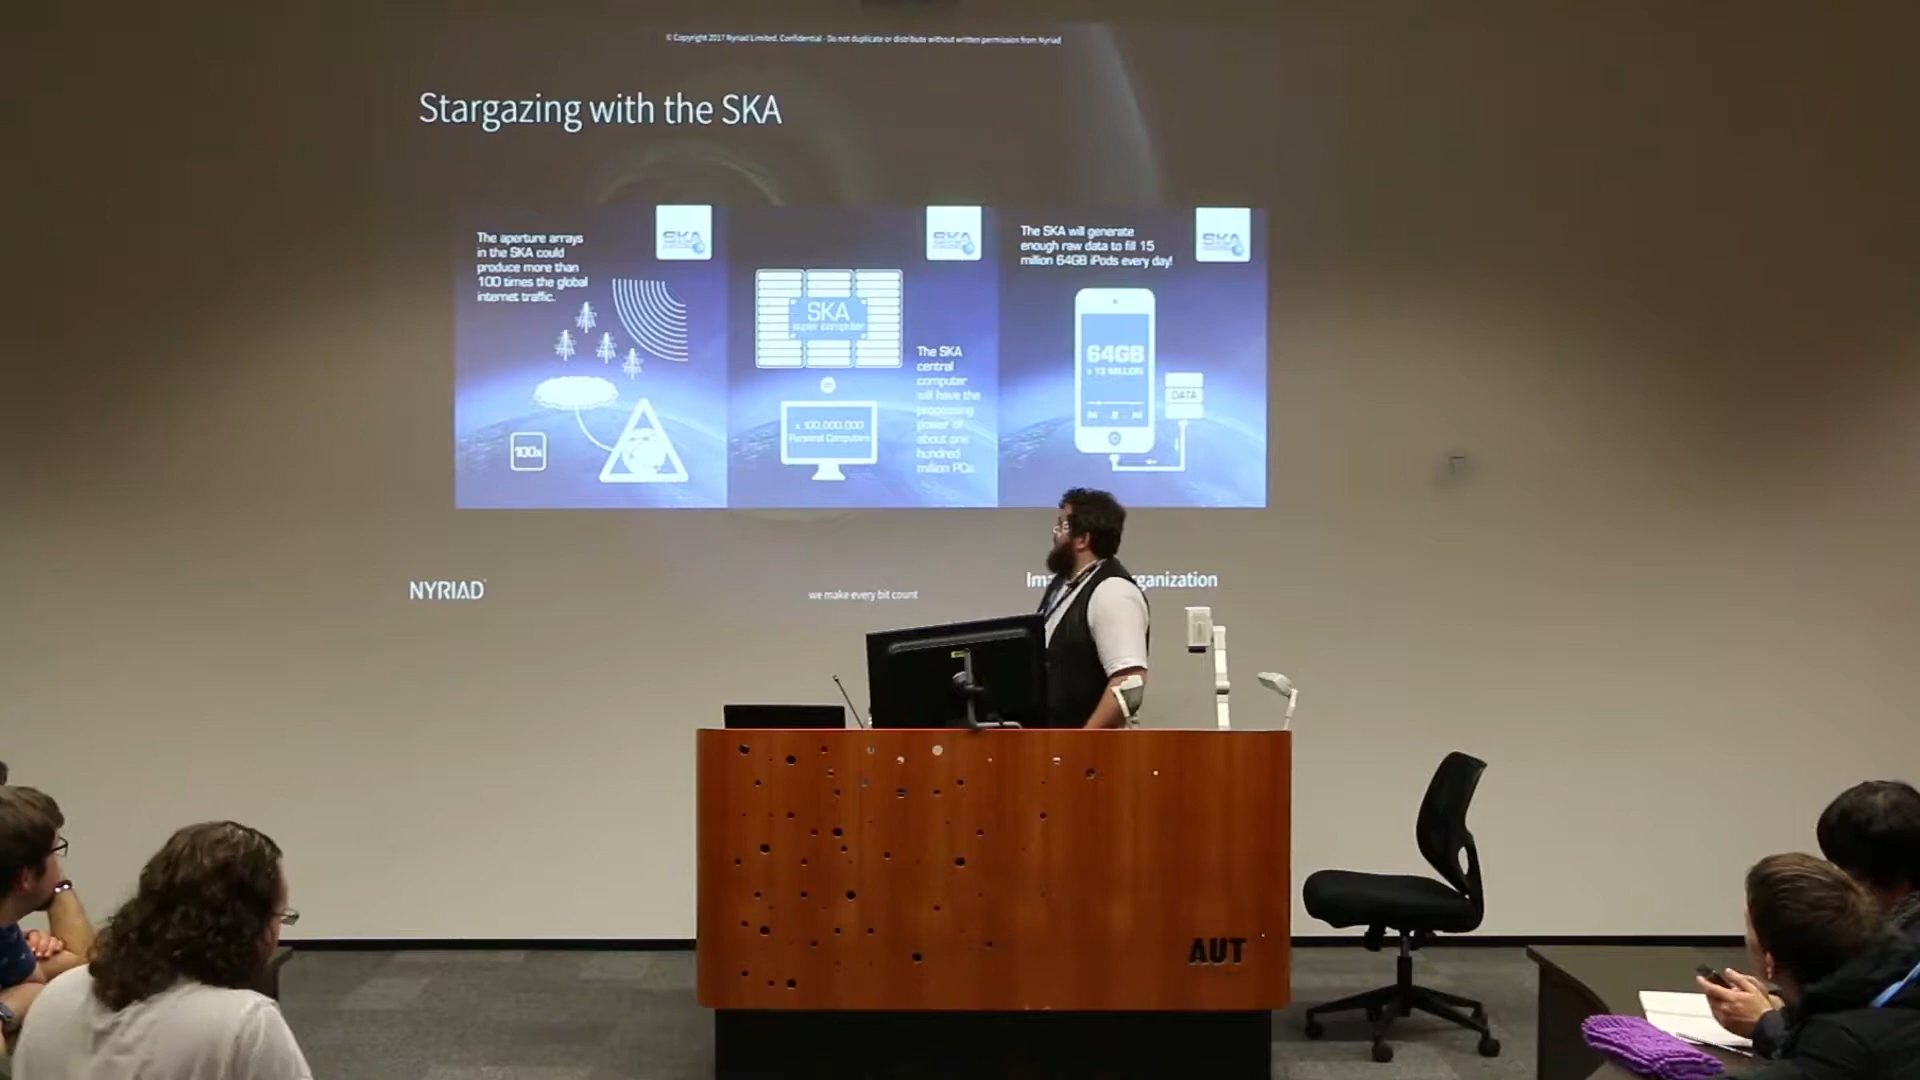 © Copyright 2017 Nyriad Limited. Confidential - Do not duplicate or distribute without written permission from Nyriad
Stargazing with the SKA
The aperture arrays
in the SKA could
produce more than
100 times the global
internet traffic.
100x
SKA
SKA
super computer
x 100,000,000
Personal Computers
The SKA
central
computer
will have the
processing
power of
about one
hundred
million PCs.
SKA
The SKA will generate
enough raw data to fill 15
million 64GB iPods every day!
SKA
64GB
x 15 MILLION
DATA
NYRIAD
we make every bit count
AUT